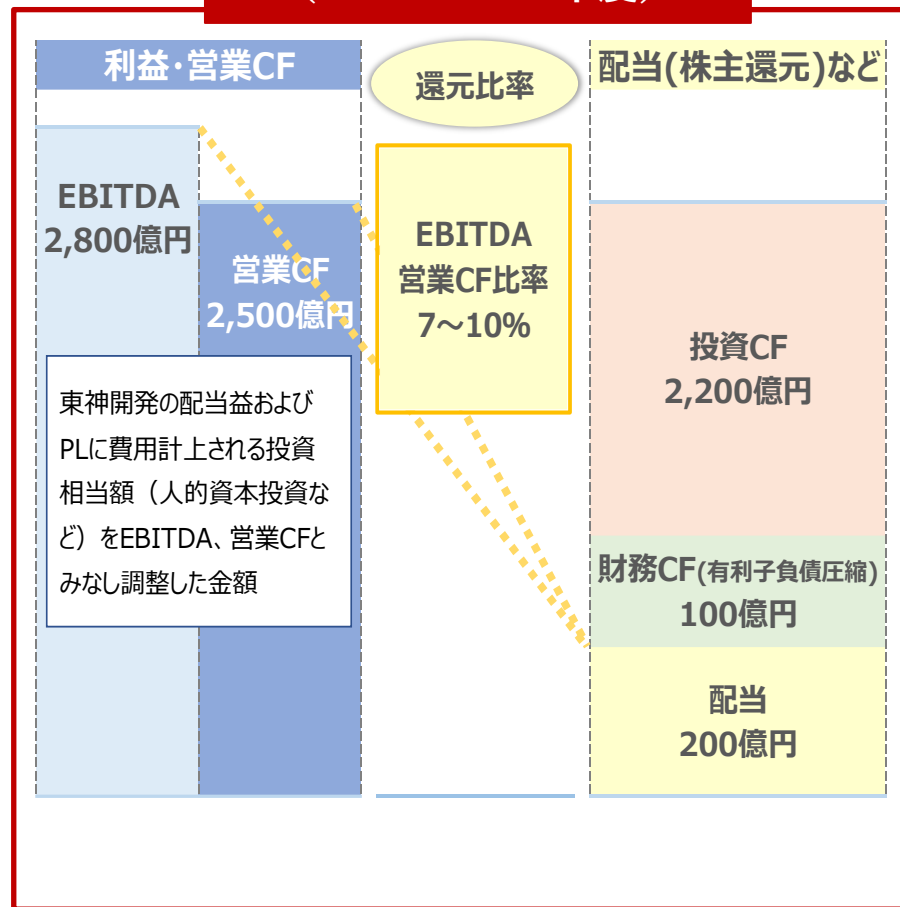 利益・営業CF
EBITDA
2,800億円
営業CF
2,500億円
東神開発の配当益および
PLに費用計上される投資
相当額（人的資本投資な
ど）をEBITDA、営業CFと
みなし調整した金額
還元比率
EBITDA
営業CF比率
7～10%
配当(株主還元)など
投資CF
2,200億円
財務CF(有利子負債圧縮)
100億円
配当
200億円